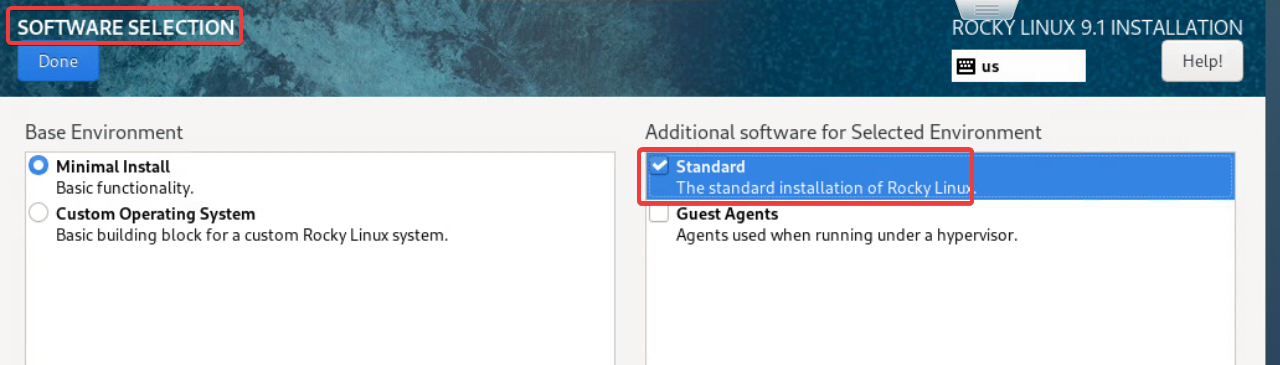 SOFTWARE SELECTION
Done
ROCKY LINUX 9.1 INSTALLATION
us
Help!
Base Environment
Minimal Install
Basic functionality.
Custom Operating System
Basic building block for a custom Rocky Linux system.
Additional software for Selected Environment
Standard
The standard installation of Rocky Linux.
Guest Agents
Agents used when running under a hypervisor.